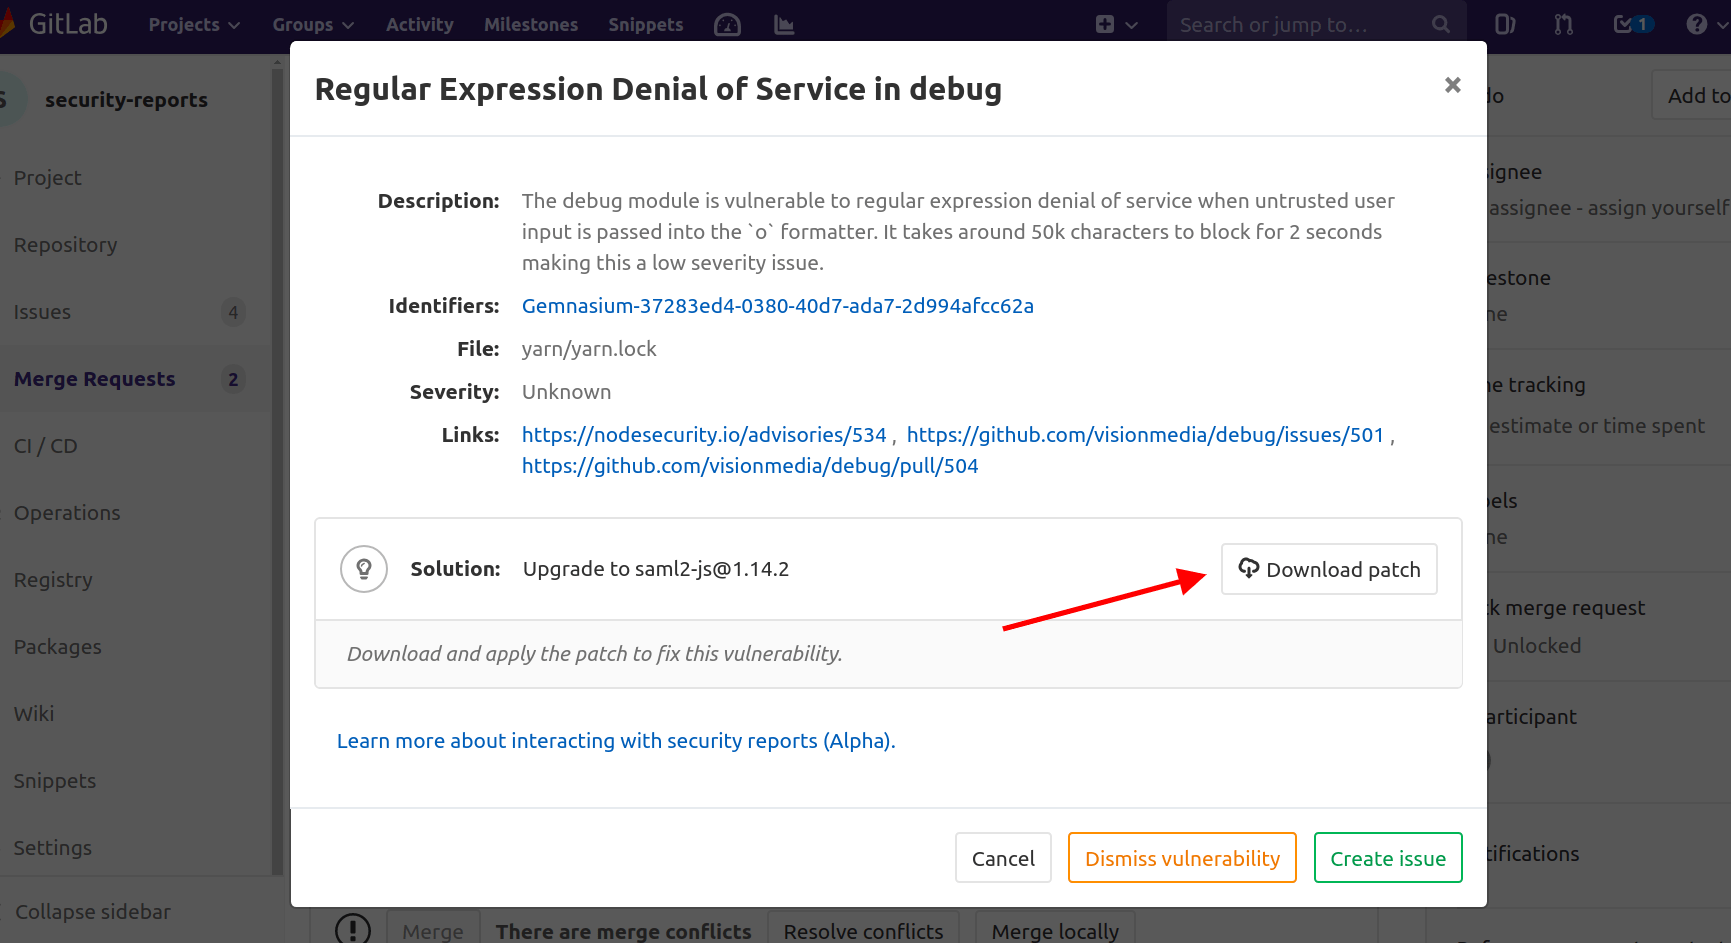 GitLab Projects Groups Activity Milestones Snippets Search or jump to... 1
Regular Expression Denial of Service in debug ×
security-reports
Project
Repository
Issues 4
Merge Requests 2
CI / CD
Operations
Registry
Packages
Wiki
Snippets
Settings
Collapse sidebar
Description: The debug module is vulnerable to regular expression denial of service when untrusted user
input is passed into the `o` formatter. It takes around 50k characters to block for 2 seconds
making this a low severity issue.
Identifiers: Gemnasium-37283ed4-0380-40d7-ada7-2d994afcc62a
File: yarn/yarn.lock
Severity: Unknown
Links: https://nodesecurity.io/advisories/534 , https://github.com/visionmedia/debug/issues/501 ,
https://github.com/visionmedia/debug/pull/504
Solution: Upgrade to saml2-js@1.14.2 Download patch
Download and apply the patch to fix this vulnerability.
Learn more about interacting with security reports (Alpha).
Cancel Dismiss vulnerability Create issue
Merge There are merge conflicts Resolve conflicts Merge locally
Add to
assignee - assign yourself
tracking
estimate or time spent
merge request
Unlocked